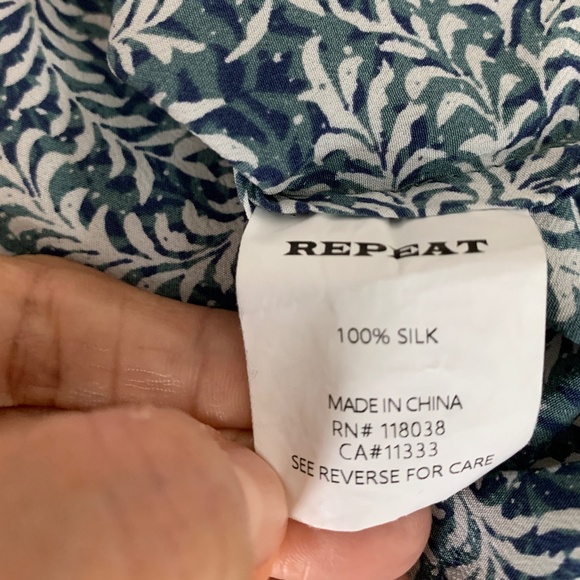 REPEAT
100% SILK
MADE IN CHINA
RN# 118038
CA#11333
SEE REVERSE FOR CARE